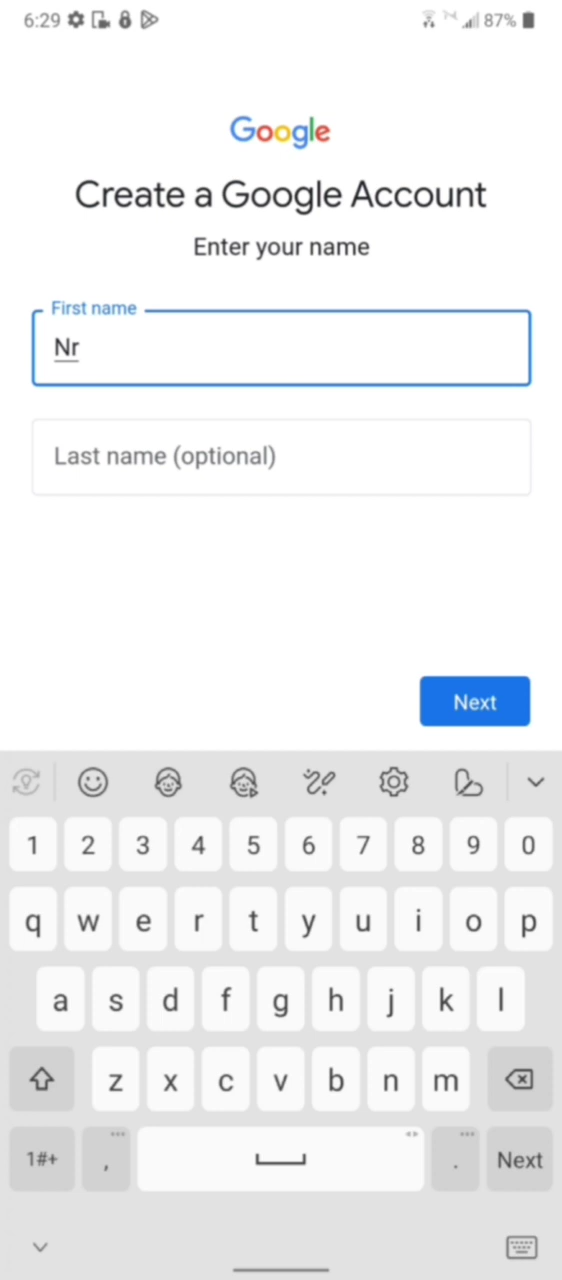 6:29 87%
Google
Create a Google Account
Enter your name
First name
Nr
Last name (optional)
Next
1 2 3 4 5 6 7 8 9 0
q w e r t y u i o p
a s d f g h j k l
z x c v b n m
1#+ , . Next